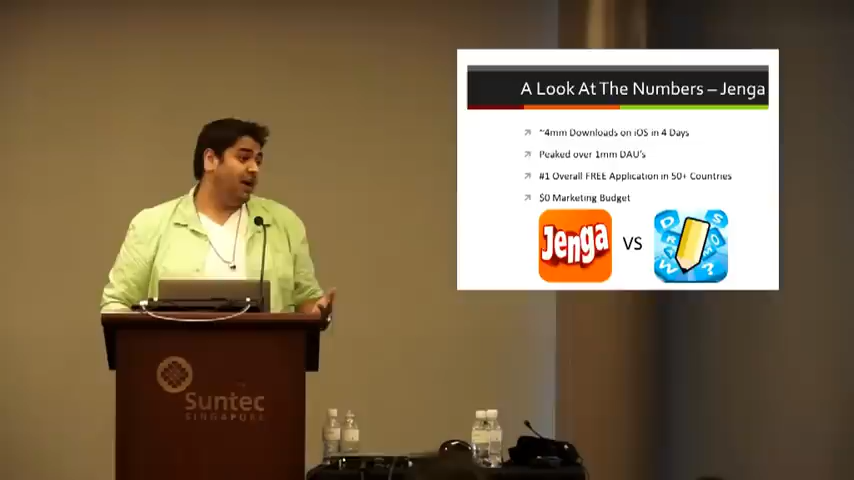 A Look At The Numbers – Jenga
~4mm Downloads on iOS in 4 Days
Peaked over 1mm DAU's
#1 Overall FREE Application in 50+ Countries
$0 Marketing Budget
Jenga
VS
D
S
R
O
A
W
?
Suntec
SINGAPORE